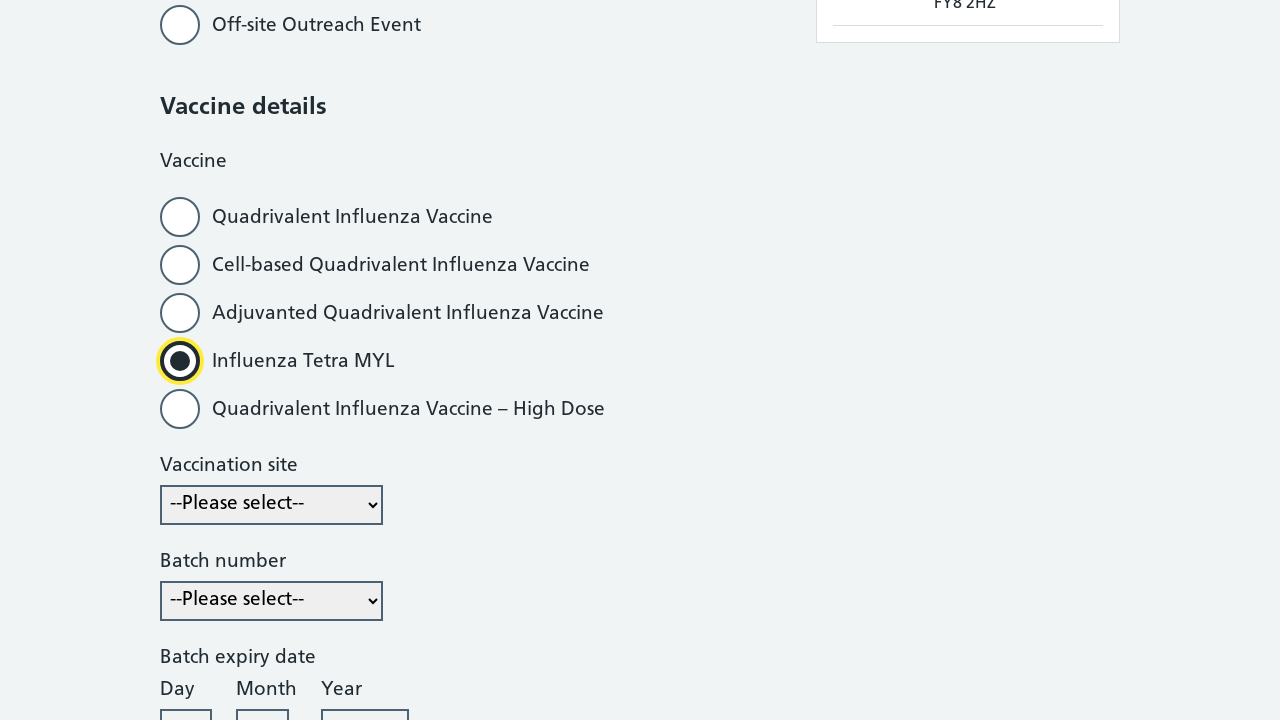 FY8 2HZ
Off-site Outreach Event
Vaccine details
Vaccine
Quadrivalent Influenza Vaccine
Cell-based Quadrivalent Influenza Vaccine
Adjuvanted Quadrivalent Influenza Vaccine
Influenza Tetra MYL
Quadrivalent Influenza Vaccine – High Dose
Vaccination site
--Please select--
Batch number
--Please select--
Batch expiry date
Day Month Year